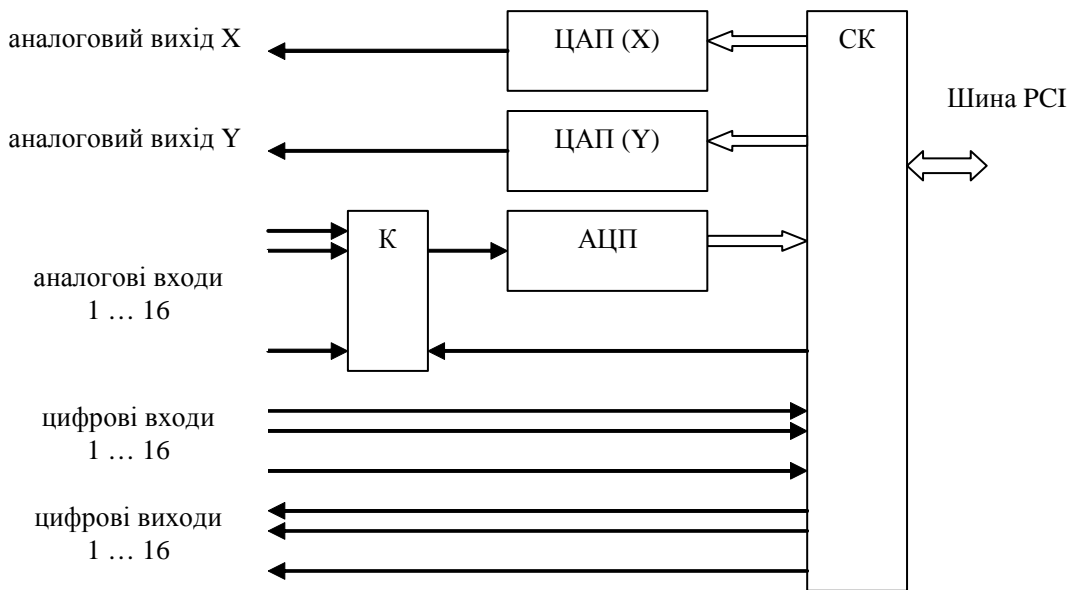 аналоговий вихід X
ЦАП (X)
СК
Шина PCI
аналоговий вихід Y
ЦАП (Y)
К
АЦП
аналогові входи
1 … 16
цифрові входи
1 … 16
цифрові виходи
1 … 16